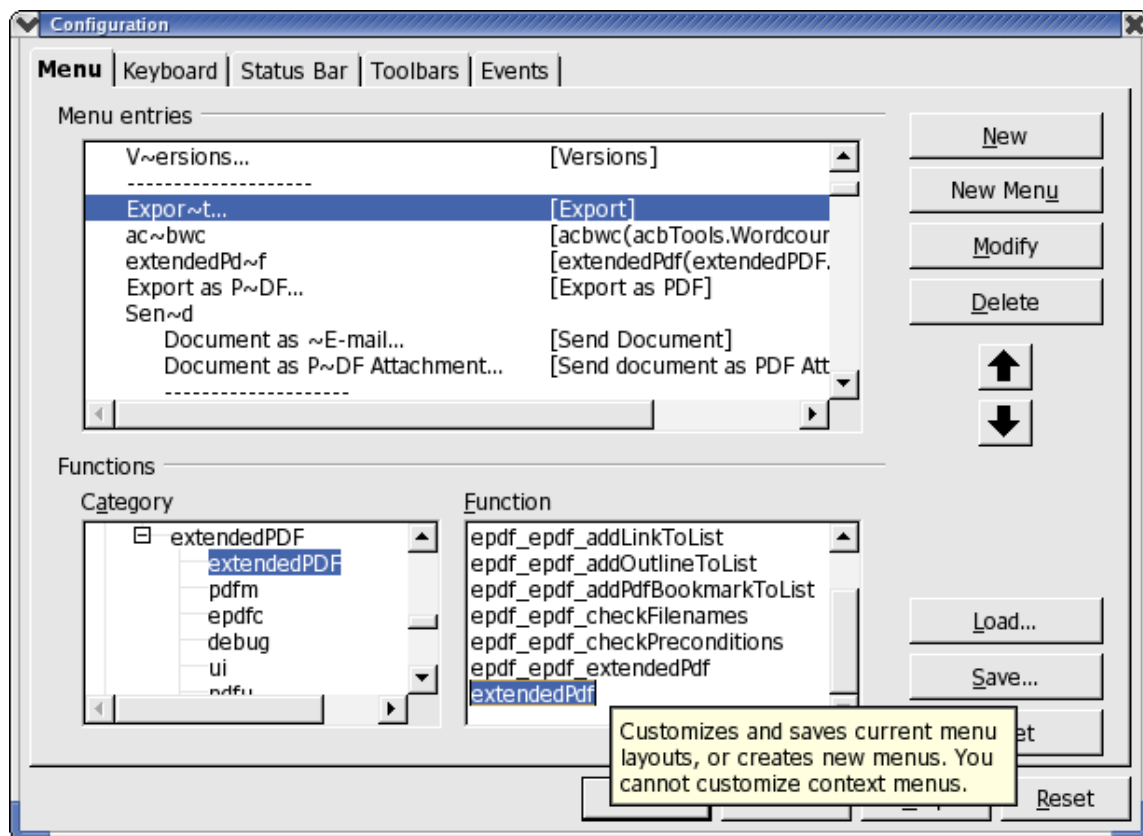 Configuration
Menu Keyboard Status Bar Toolbars Events
Menu entries
V~ersions... [Versions]
--------------------
Expor~t... [Export]
ac~bwc [acbwc(acbTools.Wordcour
extendedPd~f [extendedPdf(extendedPDF.
Export as P~DF... [Export as PDF]
Sen~d
Document as ~E-mail... [Send Document]
Document as P~DF Attachment... [Send document as PDF Att
--------------------
New
New Menu
Modify
Delete
Functions
Category
extendedPDF
extendedPDF
pdfm
epdfc
debug
ui
Function
epdf_epdf_addLinkToList
epdf_epdf_addOutlineToList
epdf_epdf_addPdfBookmarkToList
epdf_epdf_checkFilenames
epdf_epdf_checkPreconditions
epdf_epdf_extendedPdf
extendedPdf
Load...
Save...
Customizes and saves current menu
layouts, or creates new menus. You
cannot customize context menus.
Reset